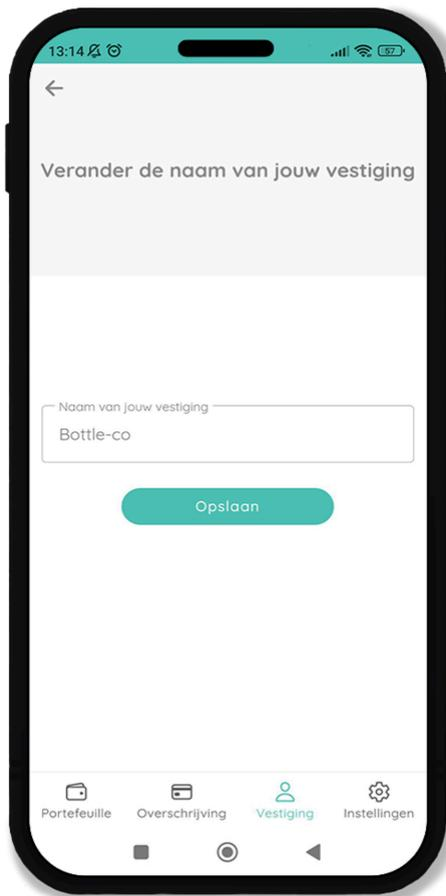 13:14
57
Verander de naam van jouw vestiging
Naam van jouw vestiging
Bottle-co
Opslaan
Portefeuille Overschrijving Vestiging Instellingen